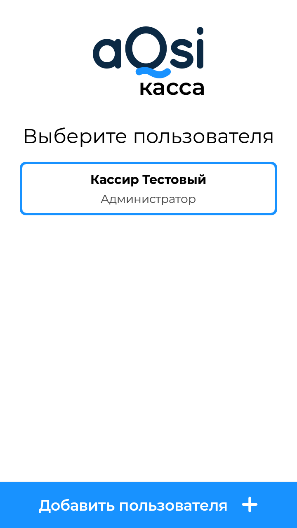 aQsi
касса
Выберите пользователя
Кассир Тестовый
Администратор
Добавить пользователя +